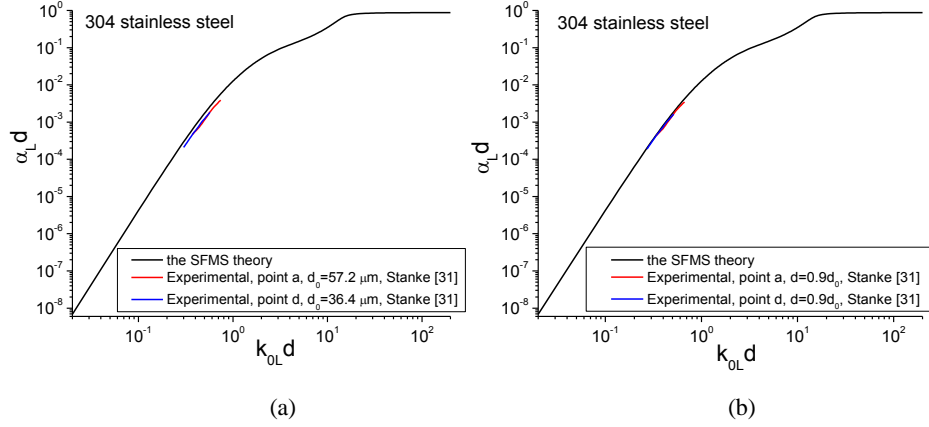 304 stainless steel
α_L d
10^0
10^-1
10^-2
10^-3
10^-4
10^-5
10^-6
10^-7
10^-8
the SFMS theory
Experimental, point a, d_0=57.2 μm, Stanke [31]
Experimental, point d, d_0=36.4 μm, Stanke [31]
10^-1 10^0 10^1 10^2
k_0L d
(a)
304 stainless steel
α_L d
10^0
10^-1
10^-2
10^-3
10^-4
10^-5
10^-6
10^-7
10^-8
the SFMS theory
Experimental, point a, d=0.9d_0, Stanke [31]
Experimental, point d, d=0.9d_0, Stanke [31]
10^-1 10^0 10^1 10^2
k_0L d
(b)